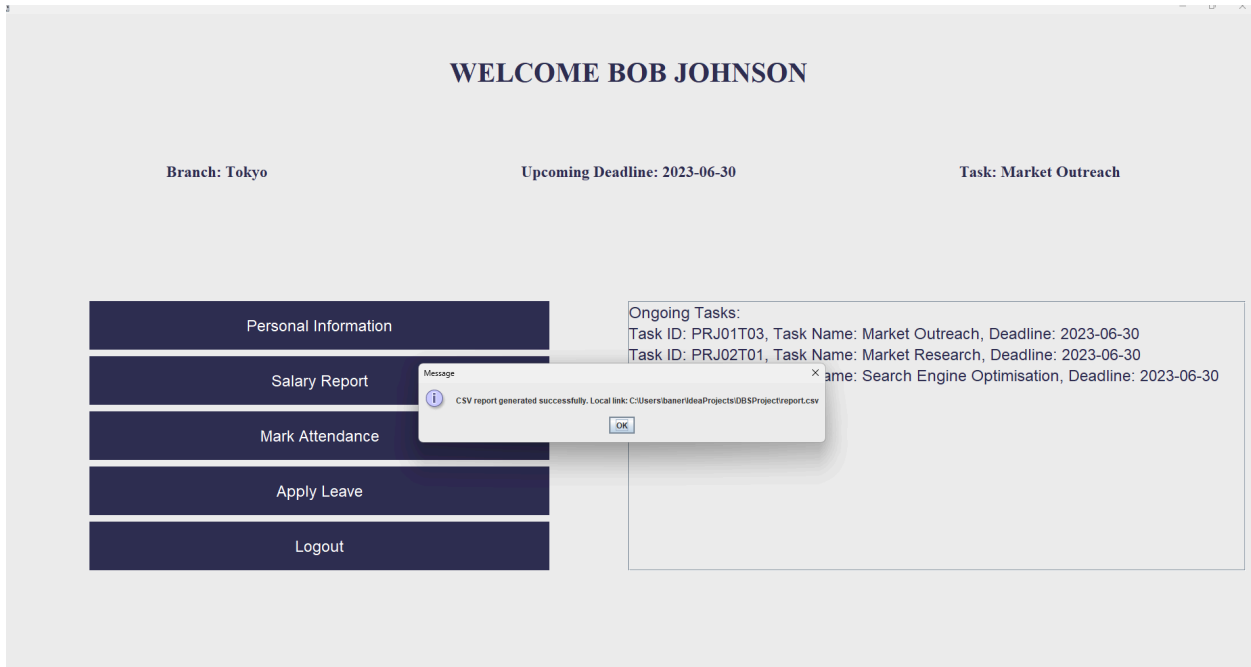 WELCOME BOB JOHNSON
Branch: Tokyo
Upcoming Deadline: 2023-06-30
Task: Market Outreach
Personal Information
Salary Report
Mark Attendance
Apply Leave
Logout
Ongoing Tasks:
Task ID: PRJ01T03, Task Name: Market Outreach, Deadline: 2023-06-30
Task ID: PRJ02T01, Task Name: Market Research, Deadline: 2023-06-30
ame: Search Engine Optimisation, Deadline: 2023-06-30
Message
CSV report generated successfully. Local link: C:\Users\baner\IdeaProjects\DBSProject\report.csv
OK